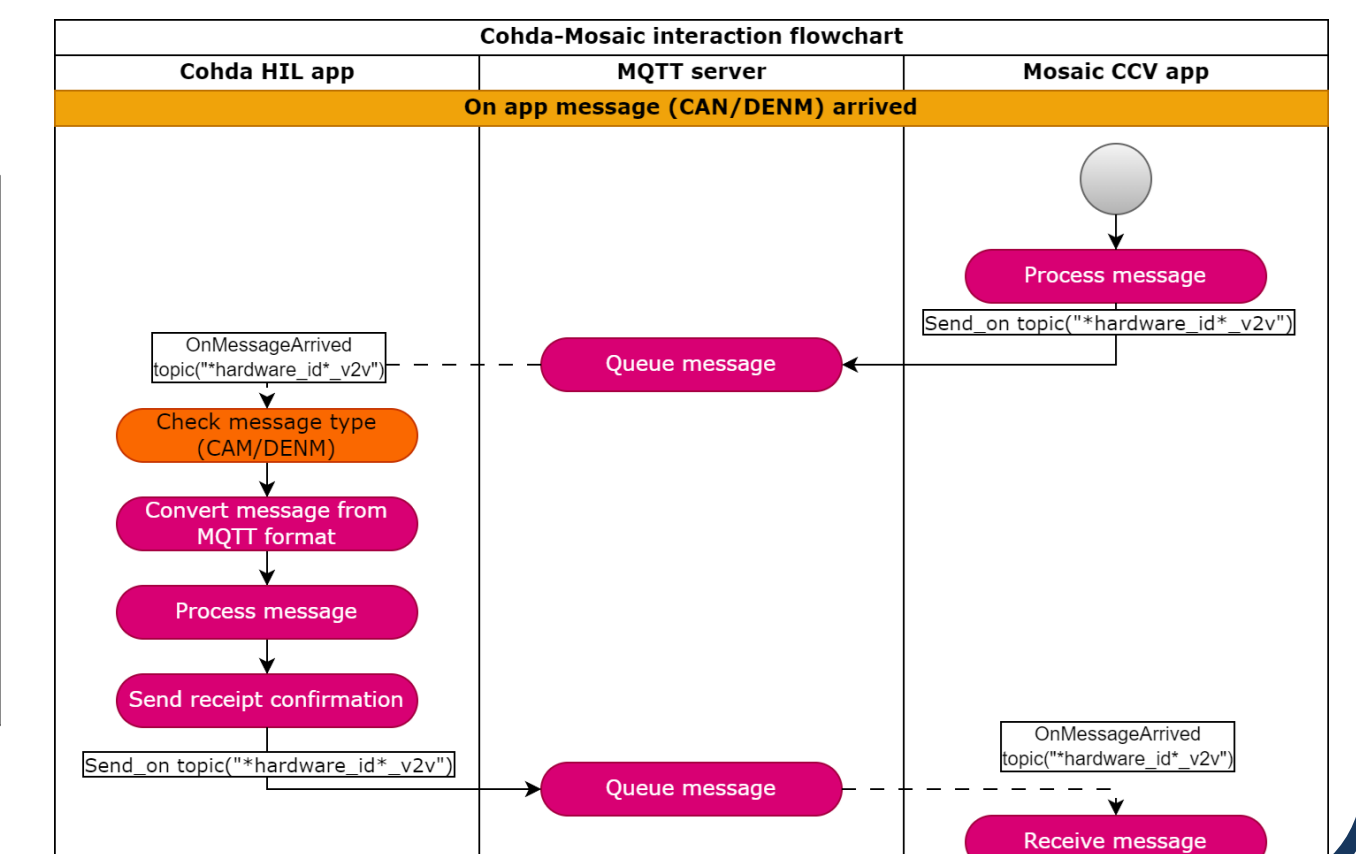 Cohda-Mosaic interaction flowchart
Cohda HIL app
MQTT server
Mosaic CCV app
On app message (CAN/DENM) arrived
Process message
Send_on topic("*hardware_id*_v2v")
OnMessageArrived
topic("*hardware_id*_v2v")
Queue message
Check message type
(CAM/DENM)
Convert message from
MQTT format
Process message
Send receipt confirmation
Send_on topic("*hardware_id*_v2v")
Queue message
OnMessageArrived
topic("*hardware_id*_v2v")
Receive message